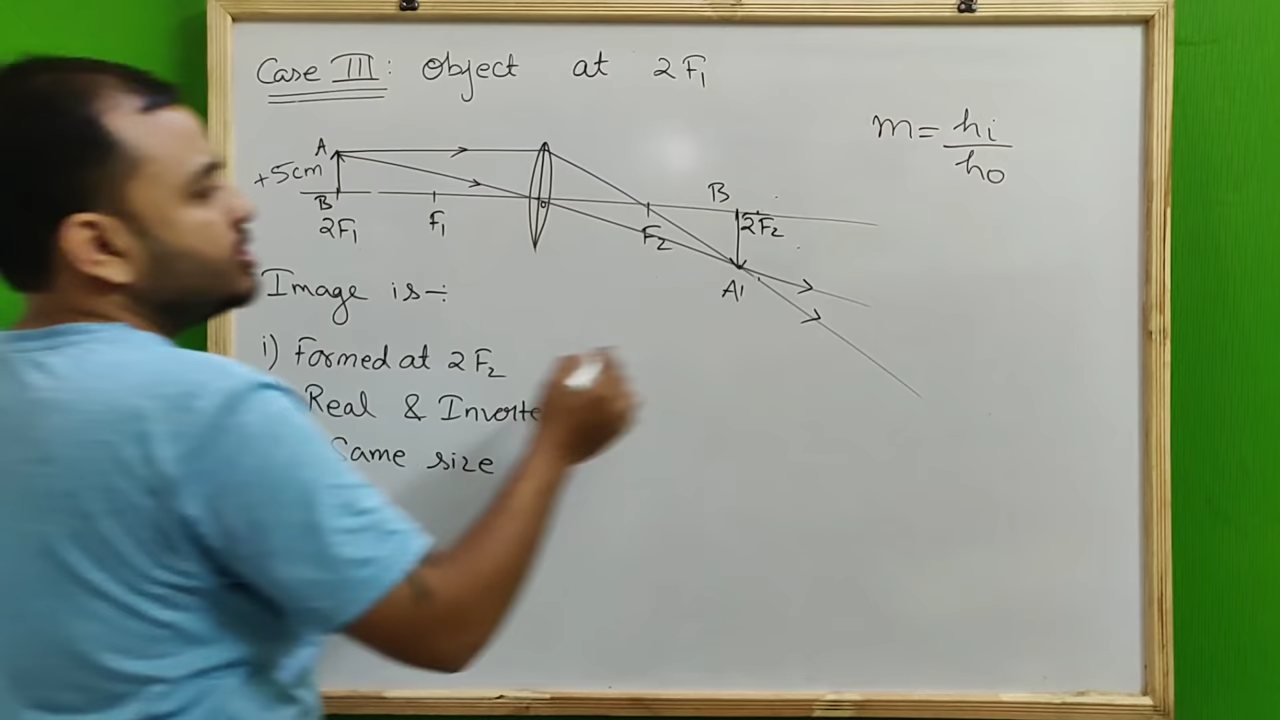 Case III: Object at 2F₁
m = hi/ho
A
+5cm
B
2F₁
F₁
o
F₂
B
2F₂
A'
Image is :-
i) Formed at 2F₂
Real & Inverte
Same size